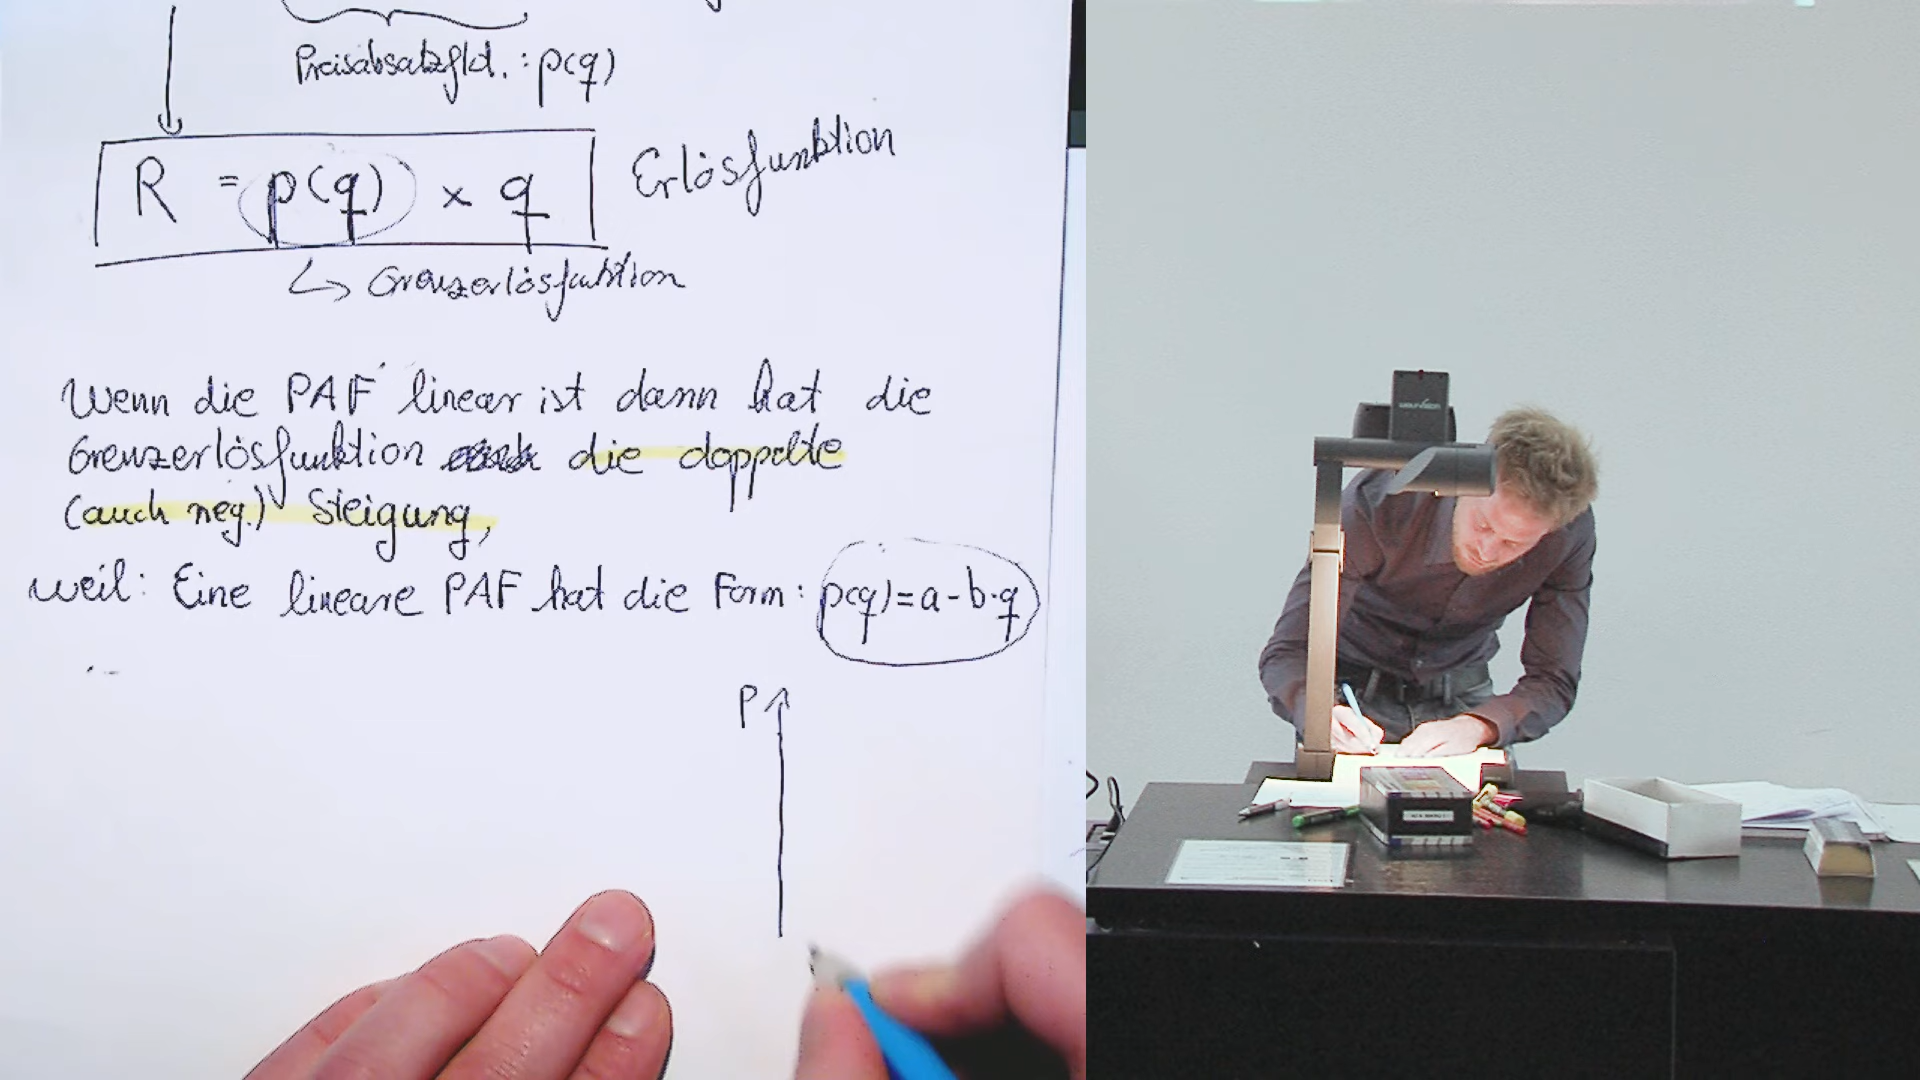 Preisabsatzfkt. : p(q)
R = p(q) x q
Erlösfunktion
↳ Grenzerlösfunktion
Wenn die PAF linear ist dann hat die
Grenzerlösfunktion die doppelte
(auch neg.) Steigung,
weil: Eine lineare PAF hat die Form: p(q) = a - b·q
P